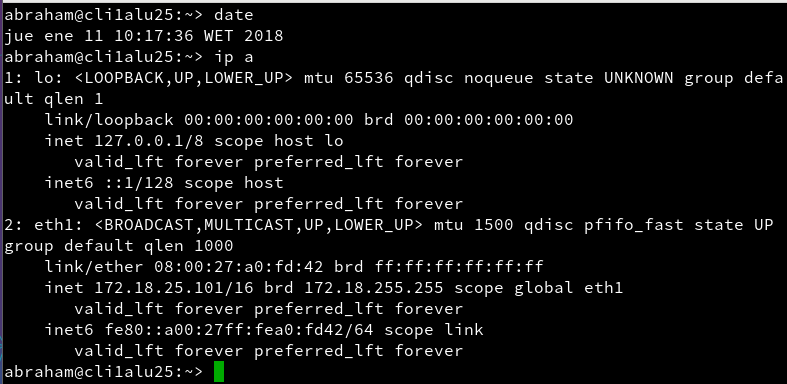 abraham@cli1alu25:~> date
jue ene 11 10:17:36 WET 2018
abraham@cli1alu25:~> ip a
1: lo: <LOOPBACK,UP,LOWER_UP> mtu 65536 qdisc noqueue state UNKNOWN group defa
ult qlen 1
    link/loopback 00:00:00:00:00:00 brd 00:00:00:00:00:00
    inet 127.0.0.1/8 scope host lo
       valid_lft forever preferred_lft forever
    inet6 ::1/128 scope host
       valid_lft forever preferred_lft forever
2: eth1: <BROADCAST,MULTICAST,UP,LOWER_UP> mtu 1500 qdisc pfifo_fast state UP
group default qlen 1000
    link/ether 08:00:27:a0:fd:42 brd ff:ff:ff:ff:ff:ff
    inet 172.18.25.101/16 brd 172.18.255.255 scope global eth1
       valid_lft forever preferred_lft forever
    inet6 fe80::a00:27ff:fea0:fd42/64 scope link
       valid_lft forever preferred_lft forever
abraham@cli1alu25:~>